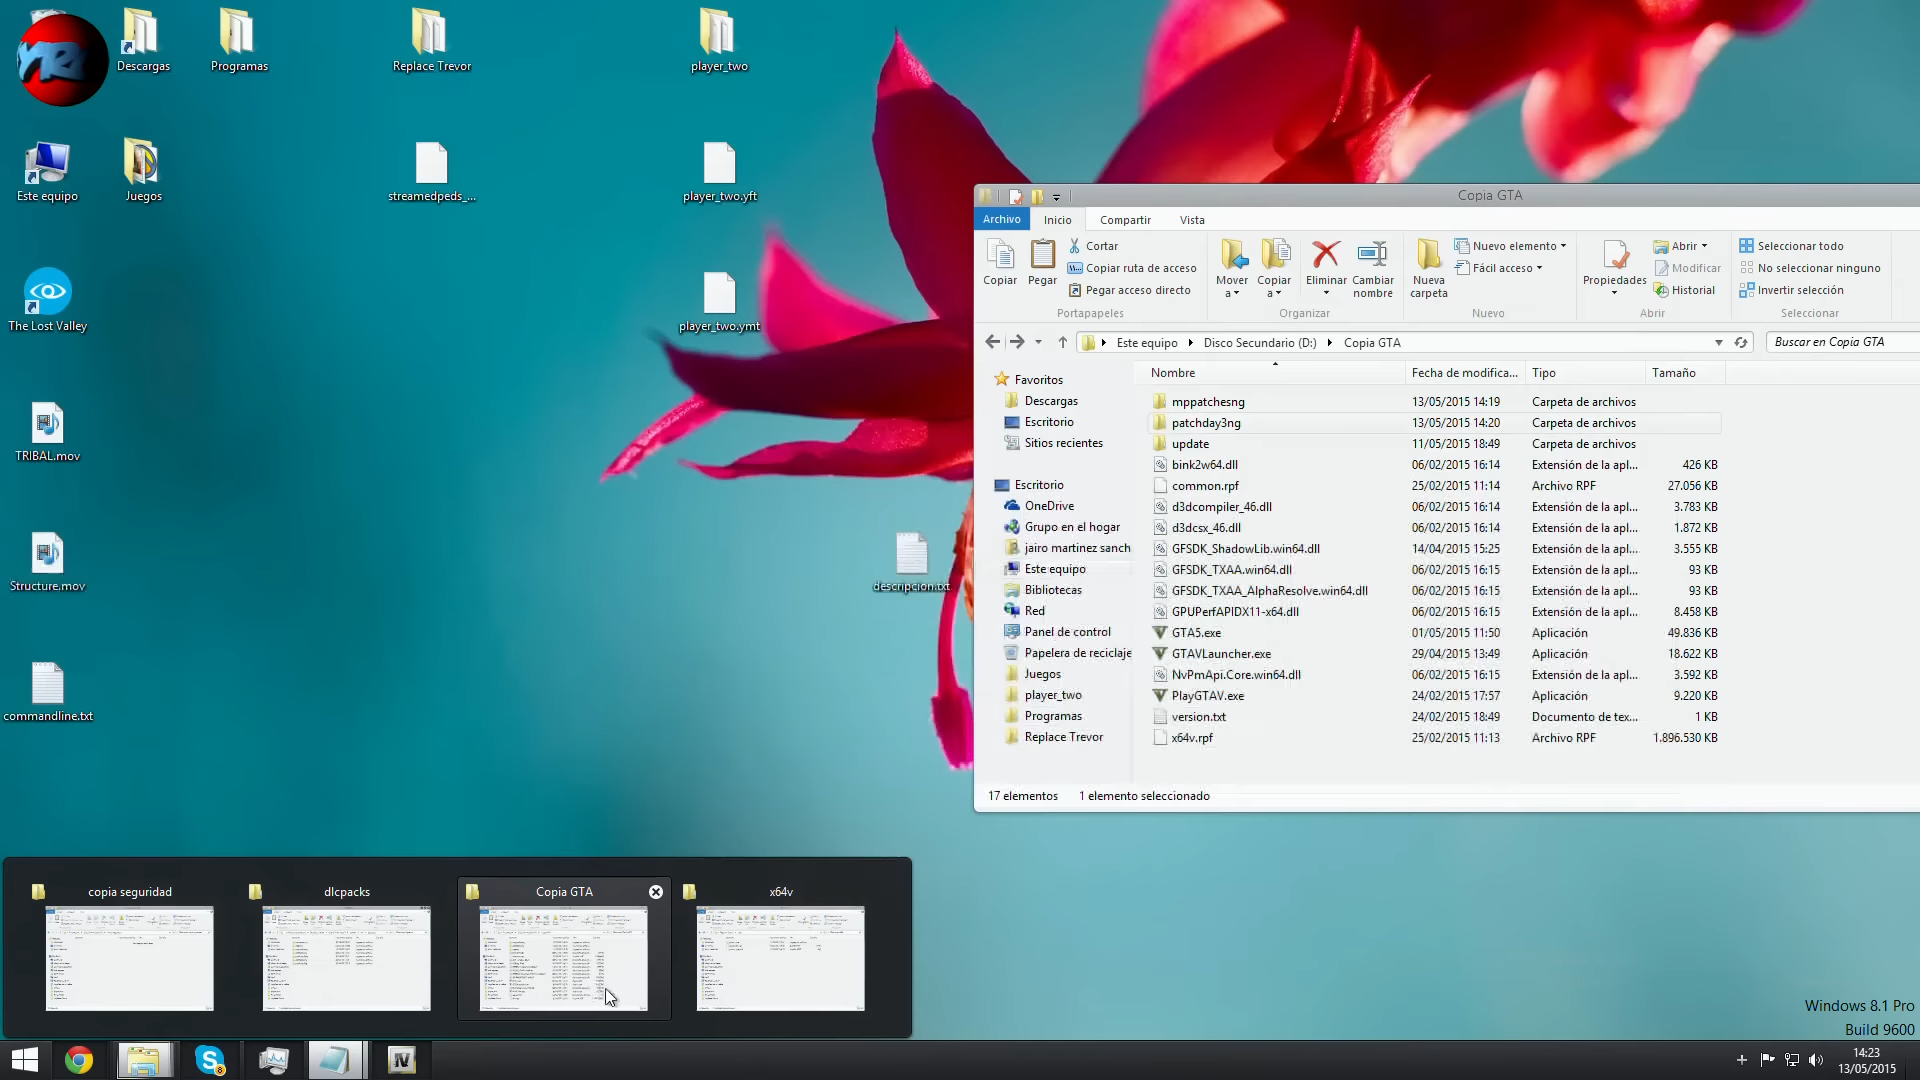 Descargas
Programas
Replace Trevor
player_two
Este equipo
Juegos
streamedpeds_...
player_two.yft
The Lost Valley
player_two.ymt
TRIBAL.mov
Structure.mov
descripcion.txt
commandline.txt
Copia GTA
Archivo
Inicio
Compartir
Vista
Copiar
Pegar
Cortar
Copiar ruta de acceso
Pegar acceso directo
Portapapeles
Mover a
Copiar a
Eliminar
Cambiar nombre
Organizar
Nueva carpeta
Nuevo elemento
Fácil acceso
Nuevo
Propiedades
Abrir
Modificar
Historial
Abrir
Seleccionar todo
No seleccionar ninguno
Invertir selección
Seleccionar
Este equipo
Disco Secundario (D:)
Copia GTA
Buscar en Copia GTA
Favoritos
Descargas
Escritorio
Sitios recientes
Escritorio
OneDrive
Grupo en el hogar
jairo martinez sanch
Este equipo
Bibliotecas
Red
Panel de control
Papelera de reciclaje
Juegos
player_two
Programas
Replace Trevor
Nombre Fecha de modifica... Tipo Tamaño
mppatchesng 13/05/2015 14:19 Carpeta de archivos
patchday3ng 13/05/2015 14:20 Carpeta de archivos
update 11/05/2015 18:49 Carpeta de archivos
bink2w64.dll 06/02/2015 16:14 Extensión de la apl... 426 KB
common.rpf 25/02/2015 11:14 Archivo RPF 27.056 KB
d3dcompiler_46.dll 06/02/2015 16:14 Extensión de la apl... 3.783 KB
d3dcsx_46.dll 06/02/2015 16:14 Extensión de la apl... 1.872 KB
GFSDK_ShadowLib.win64.dll 14/04/2015 15:25 Extensión de la apl... 3.555 KB
GFSDK_TXAA.win64.dll 06/02/2015 16:15 Extensión de la apl... 93 KB
GFSDK_TXAA_AlphaResolve.win64.dll 06/02/2015 16:15 Extensión de la apl... 93 KB
GPUPerfAPIDX11-x64.dll 06/02/2015 16:15 Extensión de la apl... 8.458 KB
GTA5.exe 01/05/2015 11:50 Aplicación 49.836 KB
GTAVLauncher.exe 29/04/2015 13:49 Aplicación 18.622 KB
NvPmApi.Core.win64.dll 06/02/2015 16:15 Extensión de la apl... 3.592 KB
PlayGTAV.exe 24/02/2015 17:57 Aplicación 9.220 KB
version.txt 24/02/2015 18:49 Documento de tex... 1 KB
x64v.rpf 25/02/2015 11:13 Archivo RPF 1.896.530 KB
17 elementos 1 elemento seleccionado
copia seguridad
dlcpacks
Copia GTA
x64v
Windows 8.1 Pro
Build 9600
14:23
13/05/2015